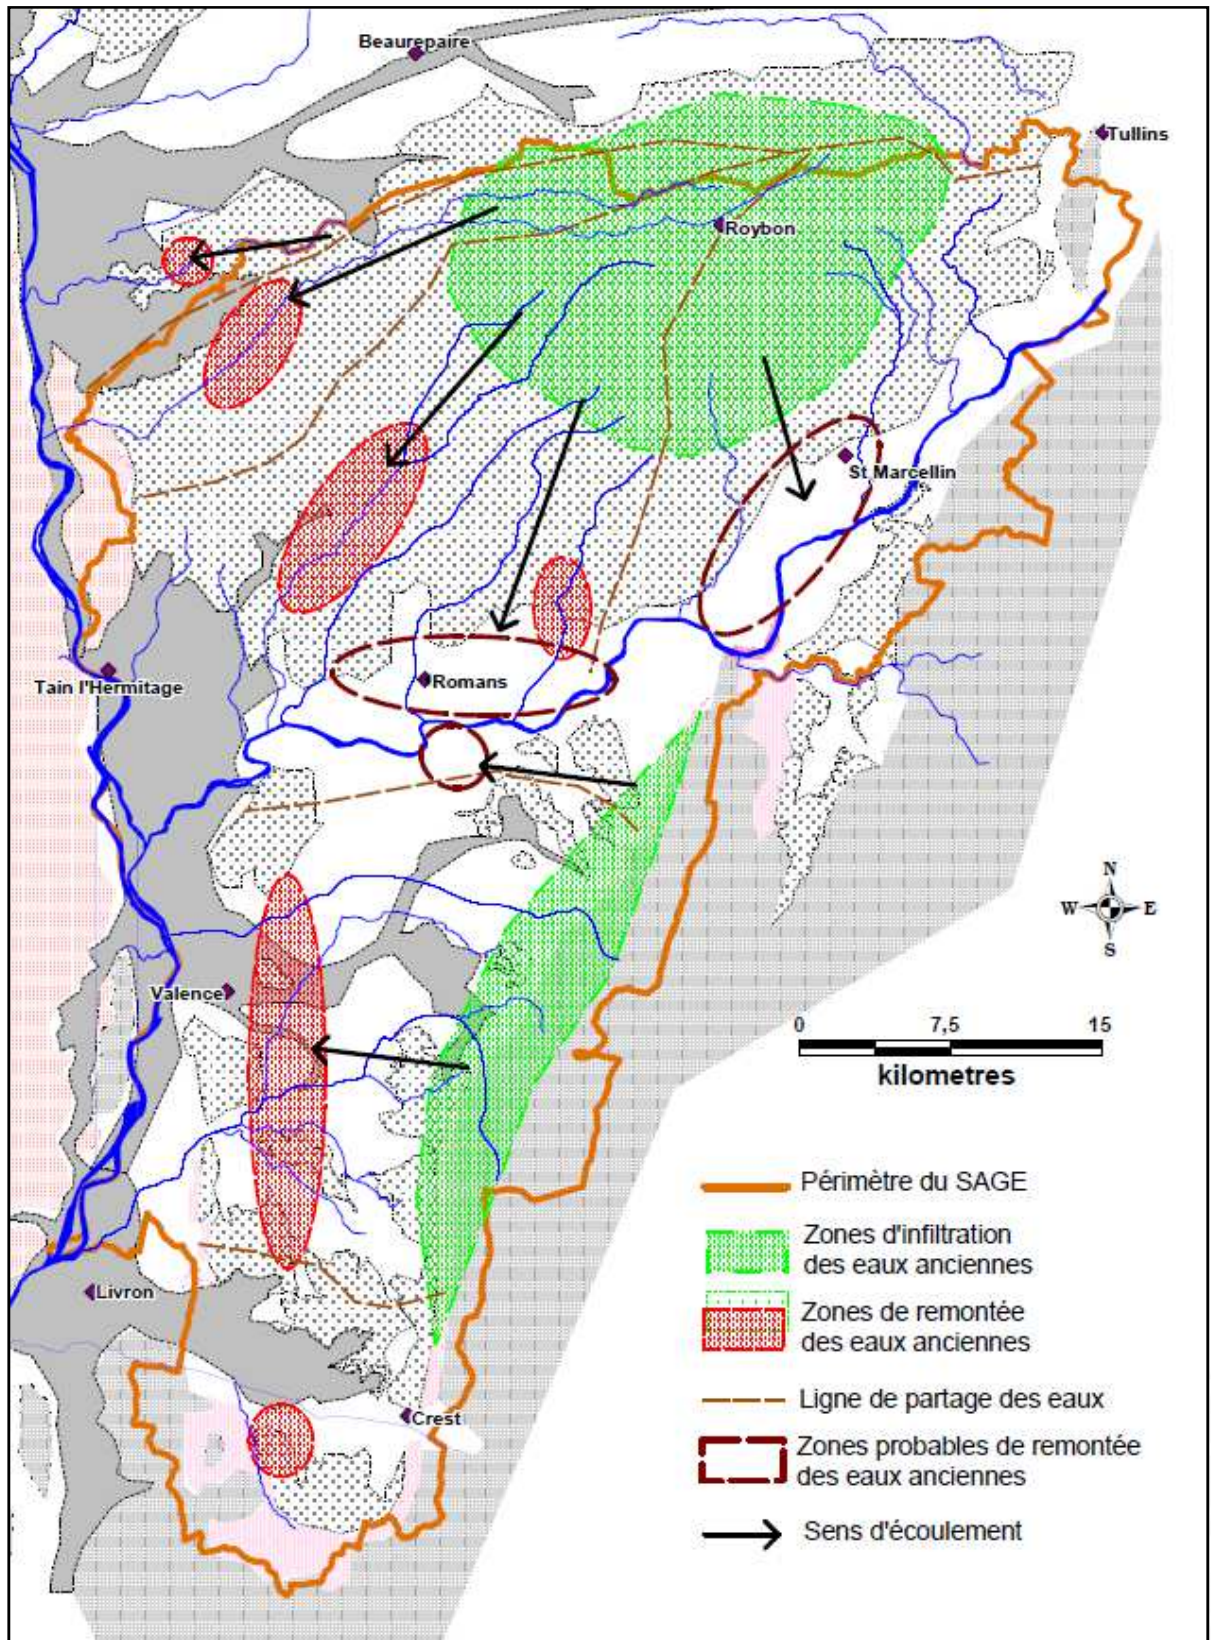 Beaurepaire
Tullins
Roybon
St Marcellin
Tain l'Hermitage
Romans
N
W E
S
Valence
0 7,5 15
kilometres
Périmètre du SAGE
Zones d'infiltration
des eaux anciennes
Livron
Zones de remontée
des eaux anciennes
Ligne de partage des eaux
Crest
Zones probables de remontée
des eaux anciennes
Sens d'écoulement